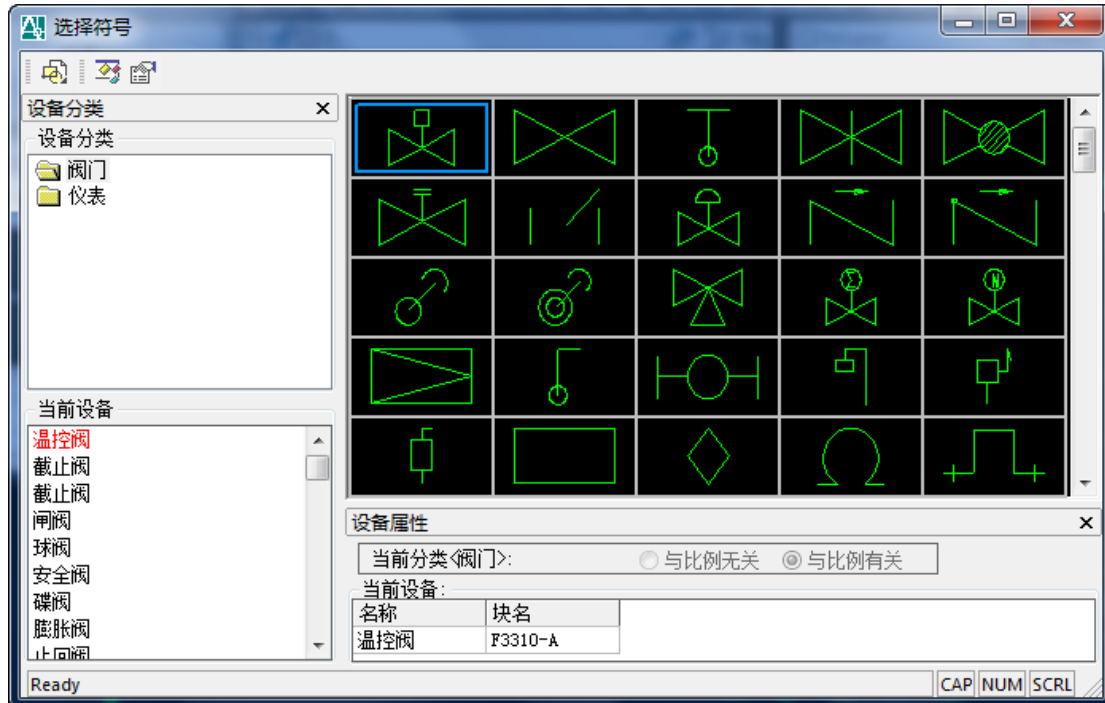 选择符号
设备分类
设备分类
阀门
仪表
当前设备
温控阀
截止阀
截止阀
闸阀
球阀
安全阀
碟阀
膨胀阀
止回阀
设备属性
当前分类<阀门>:
与比例无关
与比例有关
当前设备:
名称 块名
温控阀 F3310-A
Ready
CAP NUM SCRL